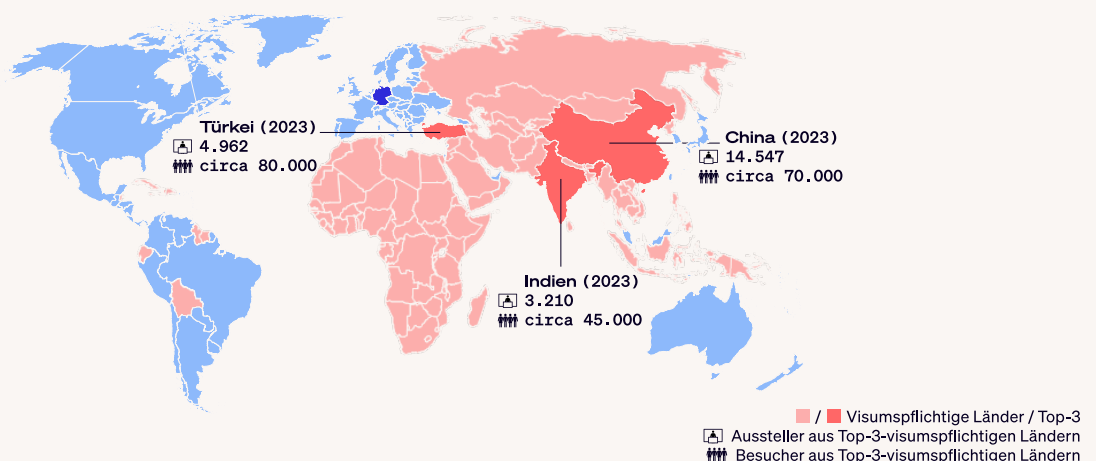 Türkei (2023)
4.962
circa 80.000
China (2023)
14.547
circa 70.000
Indien (2023)
3.210
circa 45.000
/ Visumspflichtige Länder / Top-3
Aussteller aus Top-3-visumspflichtigen Ländern
Besucher aus Top-3-visumspflichtigen Ländern